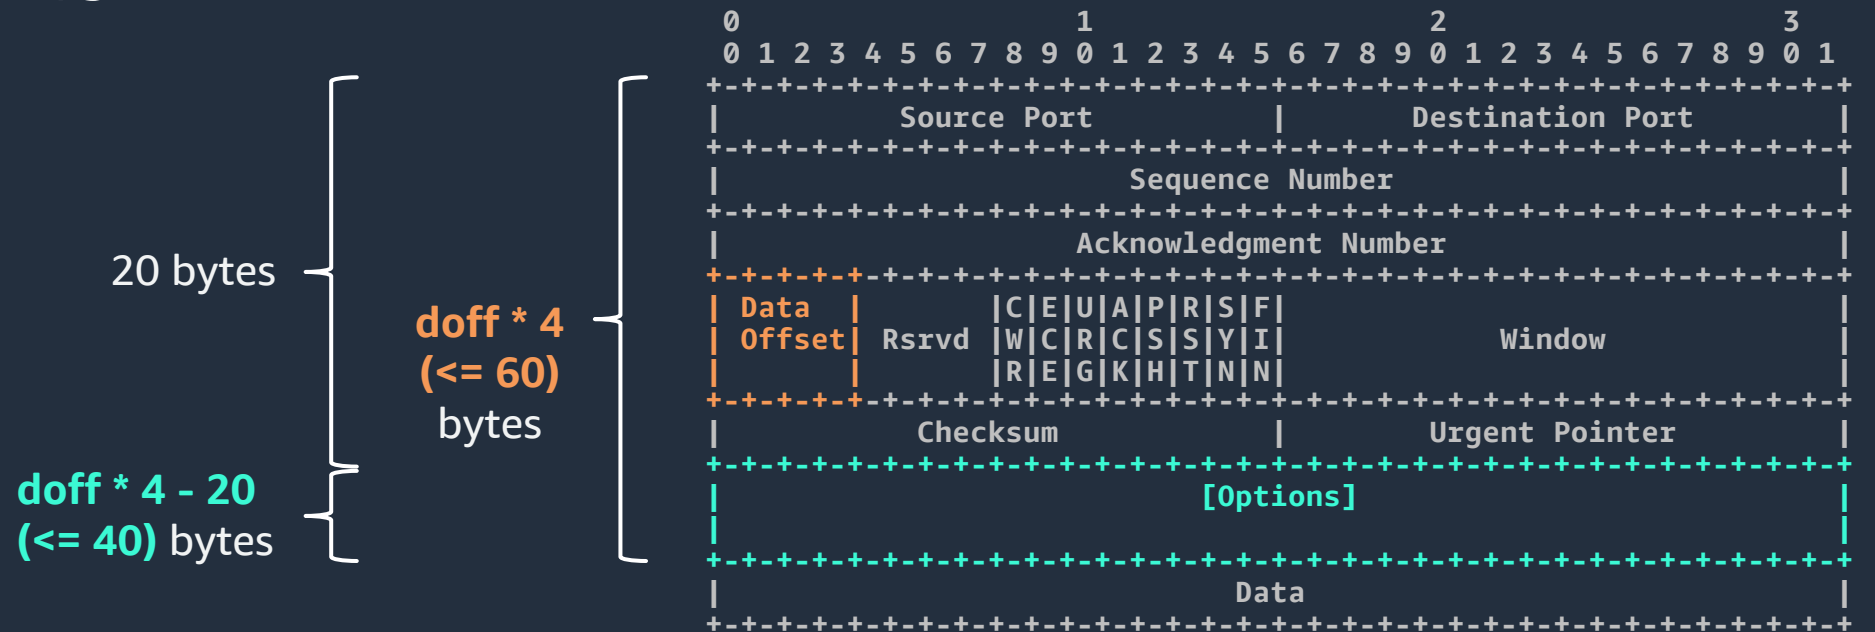 0                   1                   2                   3
0 1 2 3 4 5 6 7 8 9 0 1 2 3 4 5 6 7 8 9 0 1 2 3 4 5 6 7 8 9 0 1
+-+-+-+-+-+-+-+-+-+-+-+-+-+-+-+-+-+-+-+-+-+-+-+-+-+-+-+-+-+-+-+-+
|          Source Port          |       Destination Port        |
+-+-+-+-+-+-+-+-+-+-+-+-+-+-+-+-+-+-+-+-+-+-+-+-+-+-+-+-+-+-+-+-+
|                       Sequence Number                         |
+-+-+-+-+-+-+-+-+-+-+-+-+-+-+-+-+-+-+-+-+-+-+-+-+-+-+-+-+-+-+-+-+
|                    Acknowledgment Number                      |
+-+-+-+-+-+-+-+-+-+-+-+-+-+-+-+-+-+-+-+-+-+-+-+-+-+-+-+-+-+-+-+-+
| Data  |       |C|E|U|A|P|R|S|F|                               |
| Offset| Rsrvd |W|C|R|C|S|S|Y|I|            Window             |
|       |       |R|E|G|K|H|T|N|N|                               |
+-+-+-+-+-+-+-+-+-+-+-+-+-+-+-+-+-+-+-+-+-+-+-+-+-+-+-+-+-+-+-+-+
|           Checksum            |        Urgent Pointer         |
+-+-+-+-+-+-+-+-+-+-+-+-+-+-+-+-+-+-+-+-+-+-+-+-+-+-+-+-+-+-+-+-+
|                           [Options]                           |
|                                                               |
+-+-+-+-+-+-+-+-+-+-+-+-+-+-+-+-+-+-+-+-+-+-+-+-+-+-+-+-+-+-+-+-+
|                             Data                              |
+-+-+-+-+-+-+-+-+-+-+-+-+-+-+-+-+-+-+-+-+-+-+-+-+-+-+-+-+-+-+-+-+
20 bytes
doff * 4
(<= 60)
bytes
doff * 4 - 20
(<= 40) bytes